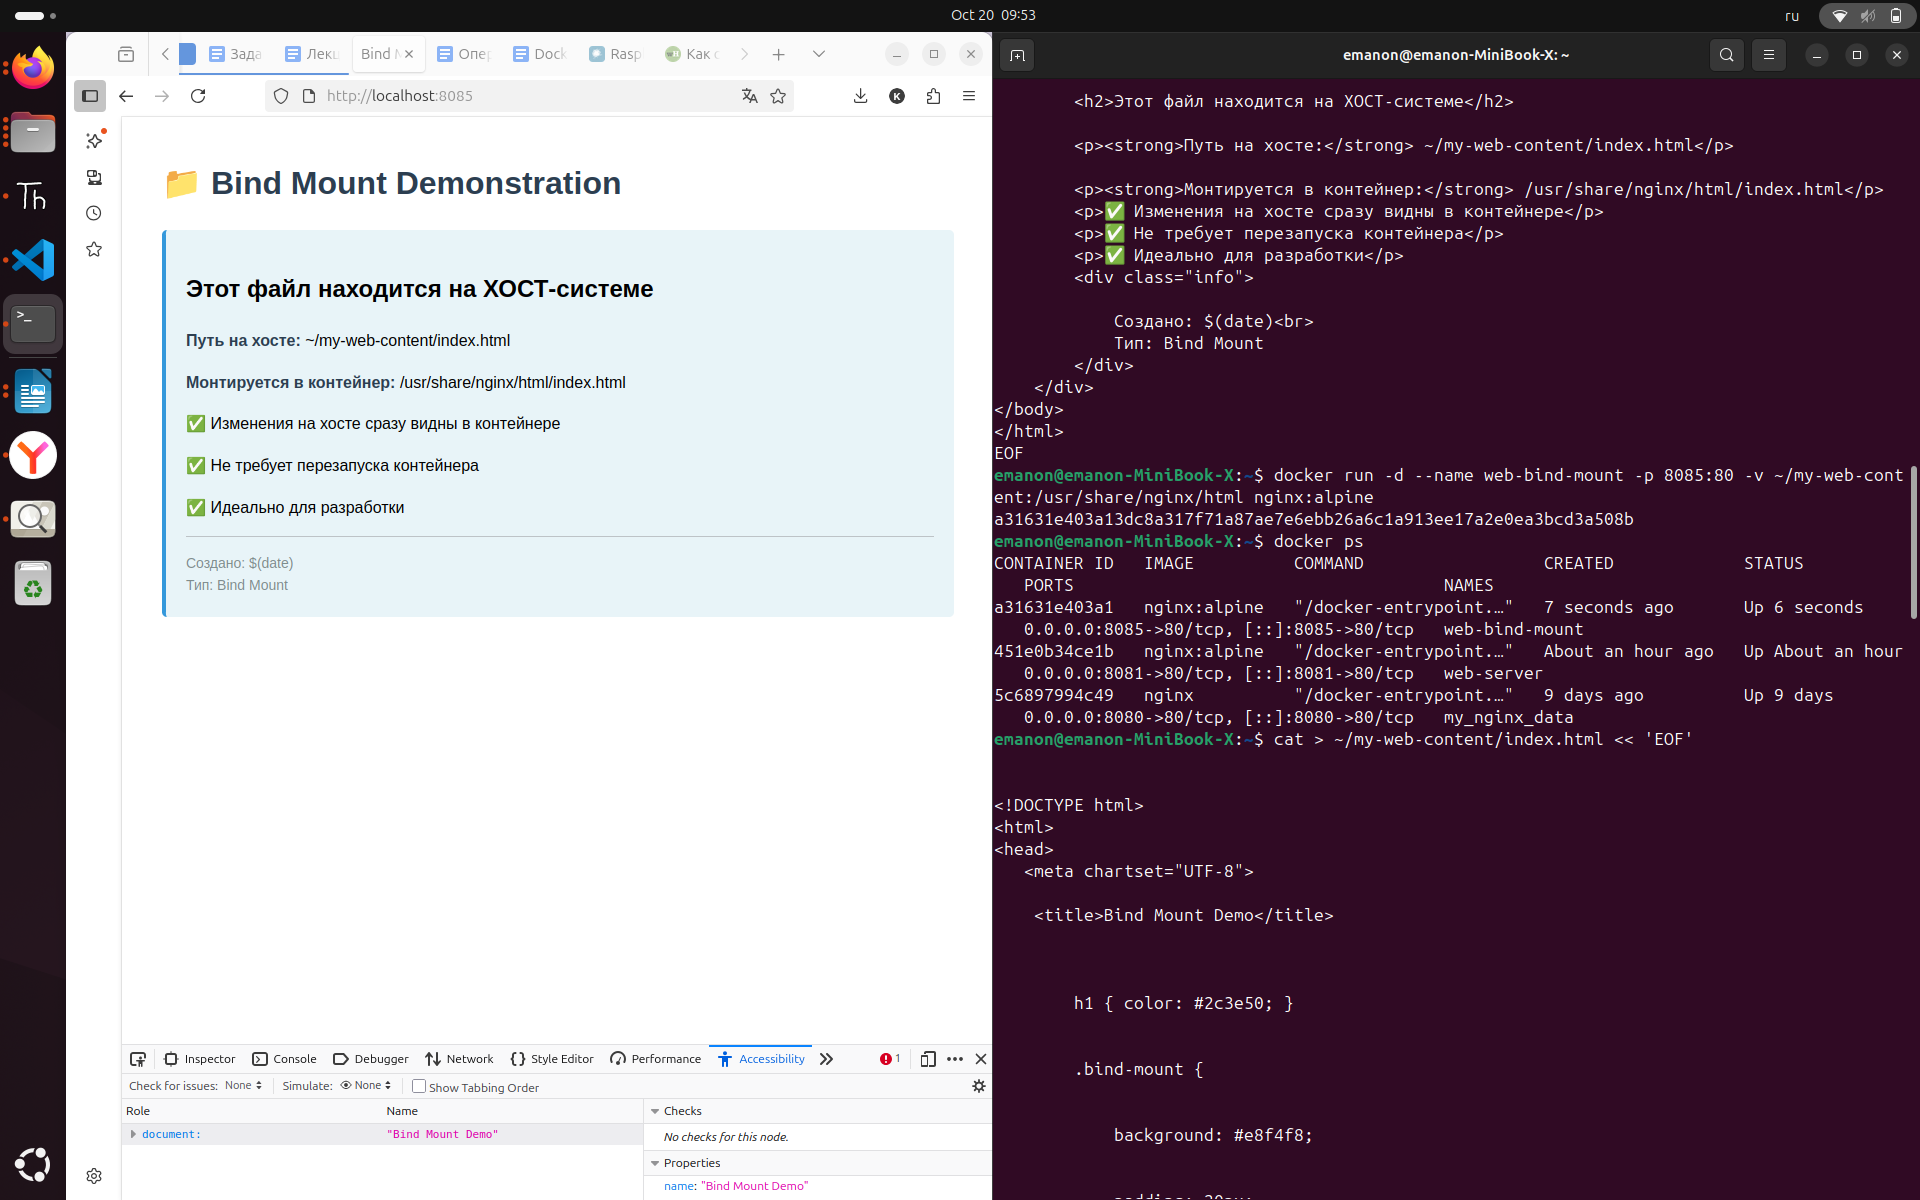 Oct 20 09:53
ru
Зада
Лекц
Bind M
Опер
Dock
Rasp
Как с
http://localhost:8085
K
📁 Bind Mount Demonstration
Этот файл находится на ХОСТ-системе
Путь на хосте: ~/my-web-content/index.html
Монтируется в контейнер: /usr/share/nginx/html/index.html
✅ Изменения на хосте сразу видны в контейнере
✅ Не требует перезапуска контейнера
✅ Идеально для разработки
Создано: $(date)
Тип: Bind Mount
Inspector
Console
Debugger
Network
Style Editor
Performance
Accessibility
1
Check for issues: None
Simulate: None
Show Tabbing Order
Role
Name
document:
"Bind Mount Demo"
Checks
No checks for this node.
Properties
name: "Bind Mount Demo"
emanon@emanon-MiniBook-X: ~
<h2>Этот файл находится на ХОСТ-системе</h2>
<p><strong>Путь на хосте:</strong> ~/my-web-content/index.html</p>
<p><strong>Монтируется в контейнер:</strong> /usr/share/nginx/html/index.html</p>
<p>✅ Изменения на хосте сразу видны в контейнере</p>
<p>✅ Не требует перезапуска контейнера</p>
<p>✅ Идеально для разработки</p>
<div class="info">
Создано: $(date)<br>
Тип: Bind Mount
</div>
</div>
</body>
</html>
EOF
emanon@emanon-MiniBook-X:~$ docker run -d --name web-bind-mount -p 8085:80 -v ~/my-web-cont
ent:/usr/share/nginx/html nginx:alpine
a31631e403a13dc8a317f71a87ae7e6ebb26a6c1a913ee17a2e0ea3bcd3a508b
emanon@emanon-MiniBook-X:~$ docker ps
CONTAINER ID   IMAGE          COMMAND                  CREATED             STATUS
PORTS                                     NAMES
a31631e403a1   nginx:alpine   "/docker-entrypoint.…"   7 seconds ago       Up 6 seconds
0.0.0.0:8085->80/tcp, [::]:8085->80/tcp   web-bind-mount
451e0b34ce1b   nginx:alpine   "/docker-entrypoint.…"   About an hour ago   Up About an hour
0.0.0.0:8081->80/tcp, [::]:8081->80/tcp   web-server
5c6897994c49   nginx          "/docker-entrypoint.…"   9 days ago          Up 9 days
0.0.0.0:8080->80/tcp, [::]:8080->80/tcp   my_nginx_data
emanon@emanon-MiniBook-X:~$ cat > ~/my-web-content/index.html << 'EOF'
<!DOCTYPE html>
<html>
<head>
<meta chartset="UTF-8">
<title>Bind Mount Demo</title>
h1 { color: #2c3e50; }
.bind-mount {
background: #e8f4f8;